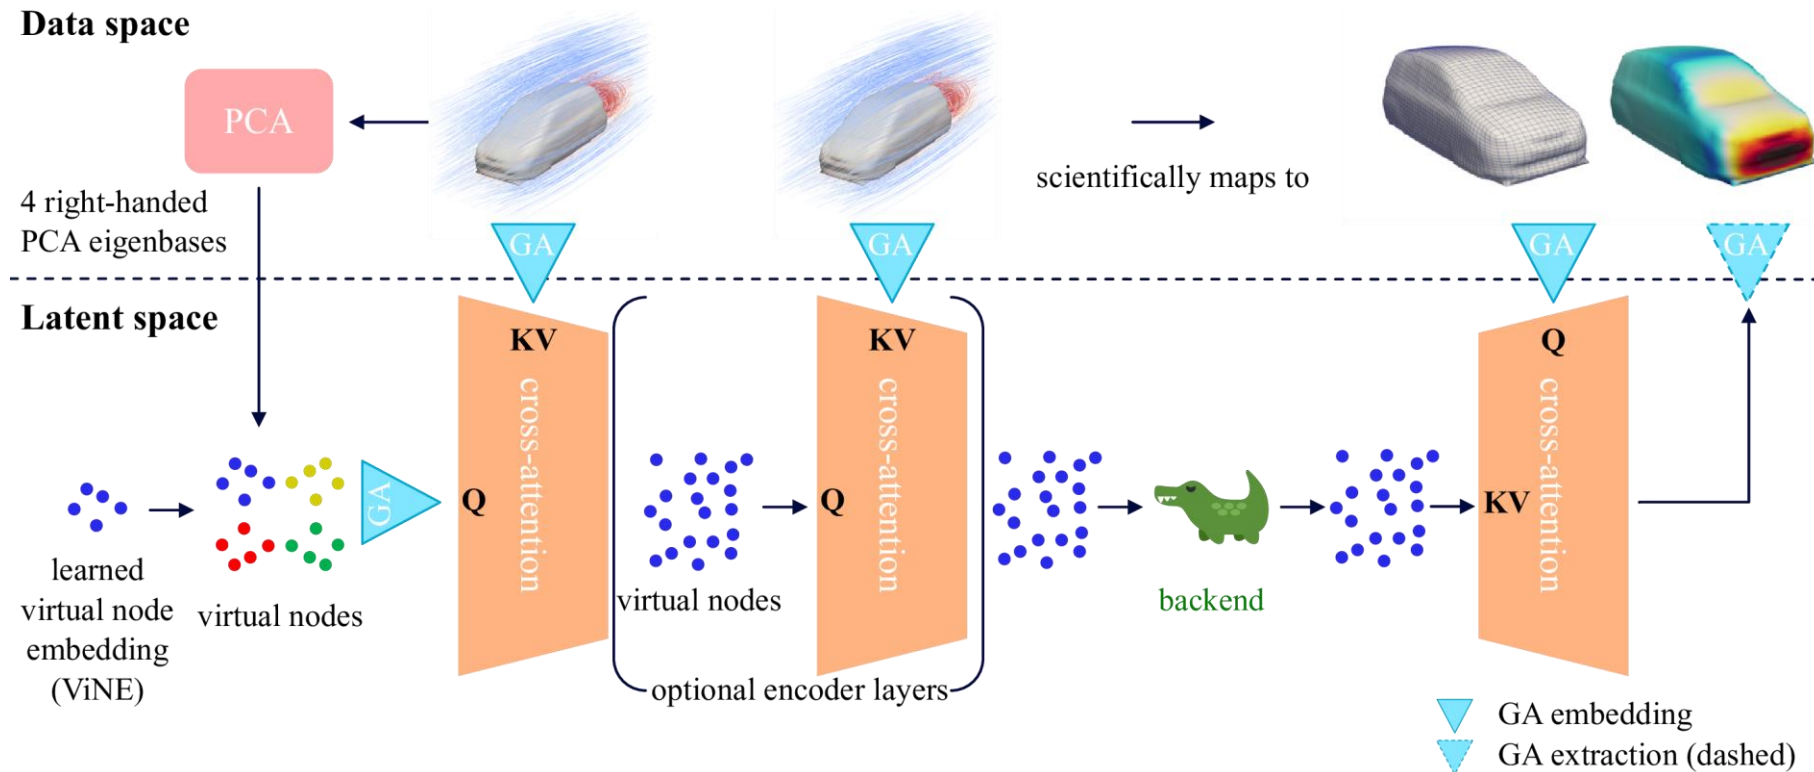 Data space
PCA
scientifically maps to
4 right-handed
PCA eigenbases
GA
GA
GA
GA
Latent space
KV
cross-attention
Q
KV
cross-attention
Q
Q
cross-attention
KV
GA
learned
virtual node
embedding
(ViNE)
virtual nodes
virtual nodes
backend
optional encoder layers
GA embedding
GA extraction (dashed)